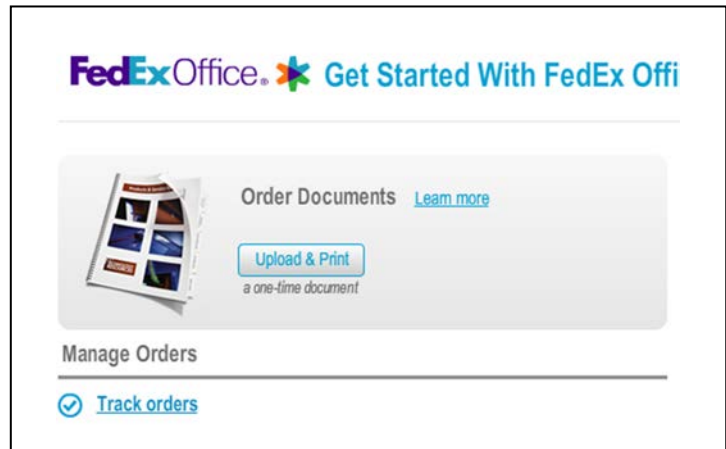 FedEx Office. Get Started With FedEx Offi
Order Documents Learn more
Upload & Print
a one-time document
Manage Orders
Track orders